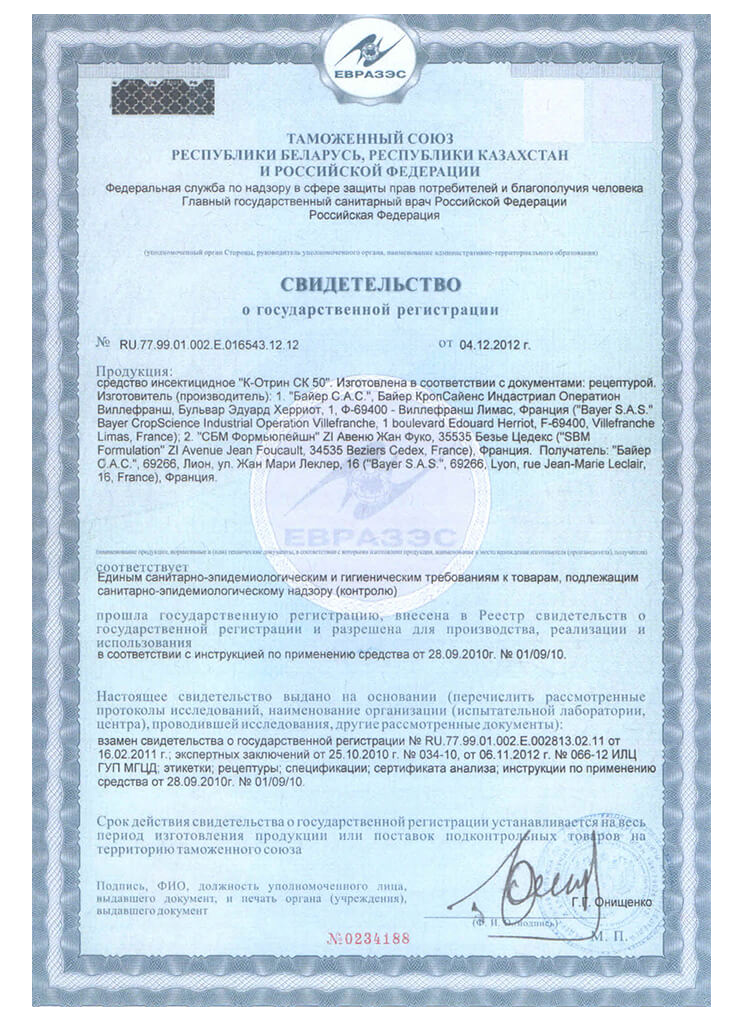 ЕВРАЗЭС
ТАМОЖЕННЫЙ СОЮЗ
РЕСПУБЛИКИ БЕЛАРУСЬ, РЕСПУБЛИКИ КАЗАХСТАН
И РОССИЙСКОЙ ФЕДЕРАЦИИ
Федеральная служба по надзору в сфере защиты прав потребителей и благополучия человека
Главный государственный санитарный врач Российской Федерации
Российская Федерация
(уполномоченный орган Стороны, руководитель уполномоченного органа, наименование административно-территориального образования)
СВИДЕТЕЛЬСТВО
о государственной регистрации
№ RU.77.99.01.002.Е.016543.12.12 от 04.12.2012 г.
Продукция:
средство инсектицидное "К-Отрин СК 50". Изготовлена в соответствии с документами: рецептурой.
Изготовитель (производитель): 1. "Байер С.А.С.", Байер КропСайенс Индастриал Оператион
Виллефранш, Бульвар Эдуард Херриот, 1, Ф-69400 - Виллефранш Лимас, Франция ("Bayer S.A.S."
Bayer CropScience Industrial Operation Villefranche, 1 boulevard Edouard Herriot, F-69400, Villefranche
Limas, France); 2. "СБМ Формьюлейшн" ZI Авеню Жан Фуко, 35535 Безье Цедекс ("SBM
Formulation" ZI Avenue Jean Foucault, 34535 Beziers Cedex, France), Франция. Получатель: "Байер
С.А.С.", 69266, Лион, ул. Жан Мари Леклер, 16 ("Bayer S.A.S.", 69266, Lyon, rue Jean-Marie Leclair,
16, France), Франция.
ЕВРАЗЭС
(наименование продукции, нормативные и (или) технические документы, в соответствии с которыми изготовлена продукция, наименование и место нахождения изготовителя (производителя), получателя)
соответствует
Единым санитарно-эпидемиологическим и гигиеническим требованиям к товарам, подлежащим
санитарно-эпидемиологическому надзору (контролю)
прошла государственную регистрацию, внесена в Реестр свидетельств о
государственной регистрации и разрешена для производства, реализации и
использования
в соответствии с инструкцией по применению средства от 28.09.2010г. № 01/09/10.
Настоящее свидетельство выдано на основании (перечислить рассмотренные
протоколы исследований, наименование организации (испытательной лаборатории,
центра), проводившей исследования, другие рассмотренные документы):
взамен свидетельства о государственной регистрации № RU.77.99.01.002.Е.002813.02.11 от
16.02.2011 г.; экспертных заключений от 25.10.2010 г. № 034-10, от 06.11.2012 г. № 066-12 ИЛЦ
ГУП МГЦД; этикетки; рецептуры; спецификации; сертификата анализа; инструкции по применению
средства от 28.09.2010г. № 01/09/10.
Срок действия свидетельства о государственной регистрации устанавливается на весь
период изготовления продукции или поставок подконтрольных товаров на
территорию таможенного союза
Подпись, ФИО, должность уполномоченного лица,
выдавшего документ, и печать органа (учреждения),
выдавшего документ
Г.Г. Онищенко
(Ф. И. О./подпись)
М. П.
№0234188